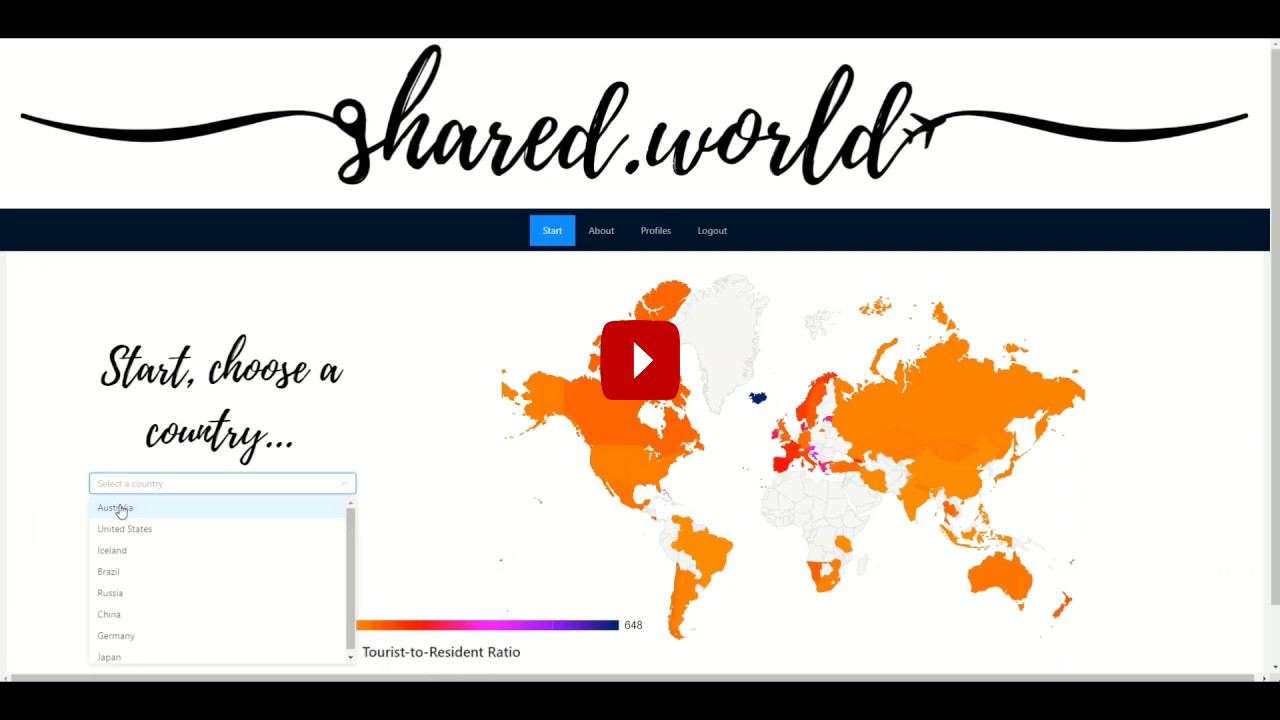 shared.world
Start
About
Profiles
Logout
Start, choose a
country...
Select a country
Australia
United States
Iceland
Brazil
Russia
China
Germany
Japan
648
Tourist-to-Resident Ratio